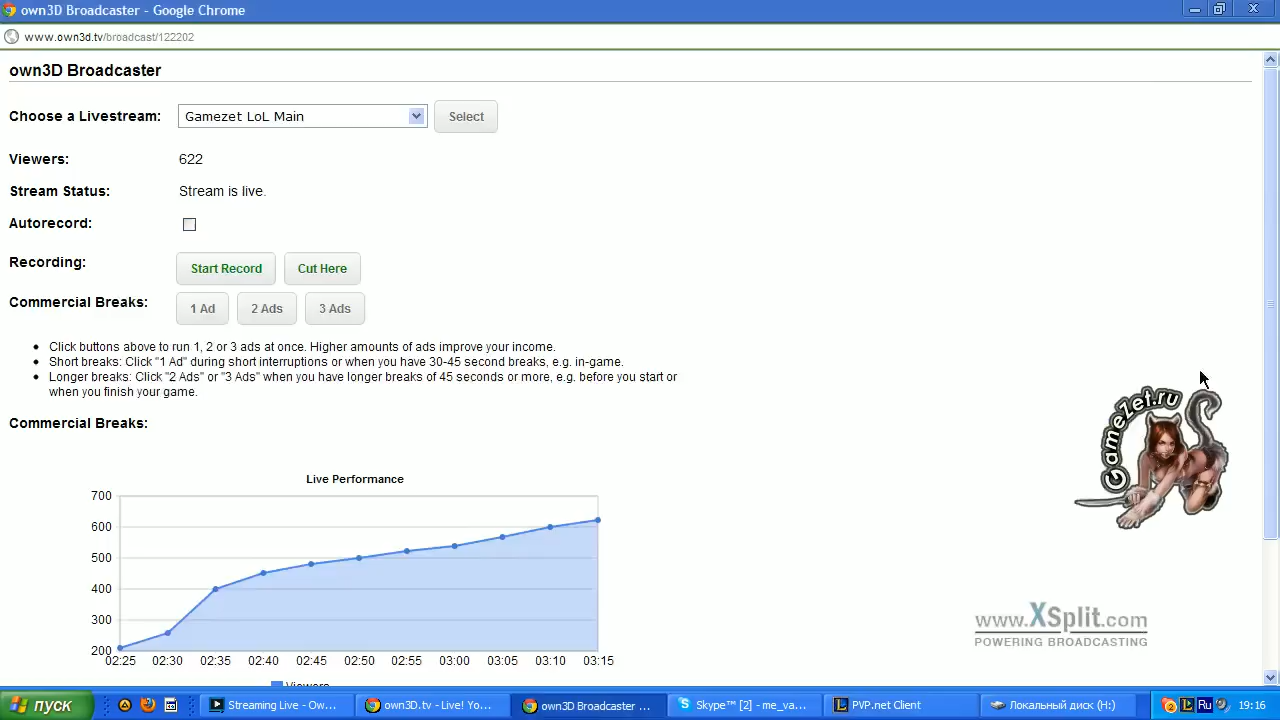 own3D Broadcaster - Google Chrome
www.own3d.tv/broadcast/122202
own3D Broadcaster
Choose a Livestream: Gamezet LoL Main Select
Viewers: 622
Stream Status: Stream is live.
Autorecord:
Recording: Start Record Cut Here
Commercial Breaks: 1 Ad 2 Ads 3 Ads
Click buttons above to run 1, 2 or 3 ads at once. Higher amounts of ads improve your income.
Short breaks: Click "1 Ad" during short interruptions or when you have 30-45 second breaks, e.g. in-game.
Longer breaks: Click "2 Ads" or "3 Ads" when you have longer breaks of 45 seconds or more, e.g. before you start or
when you finish your game.
GameZet.ru
Commercial Breaks:
Live Performance
700
600
500
400
300
200
02:25 02:30 02:35 02:40 02:45 02:50 02:55 03:00 03:05 03:10 03:15
Viewers
www.XSplit.com
POWERING BROADCASTING
пуск Streaming Live - Ow... own3D.tv - Live! Yo... own3D Broadcaster ... Skype™ [2] - me_va... PVP.net Client Локальный диск (H:) 2 Ru 19:16